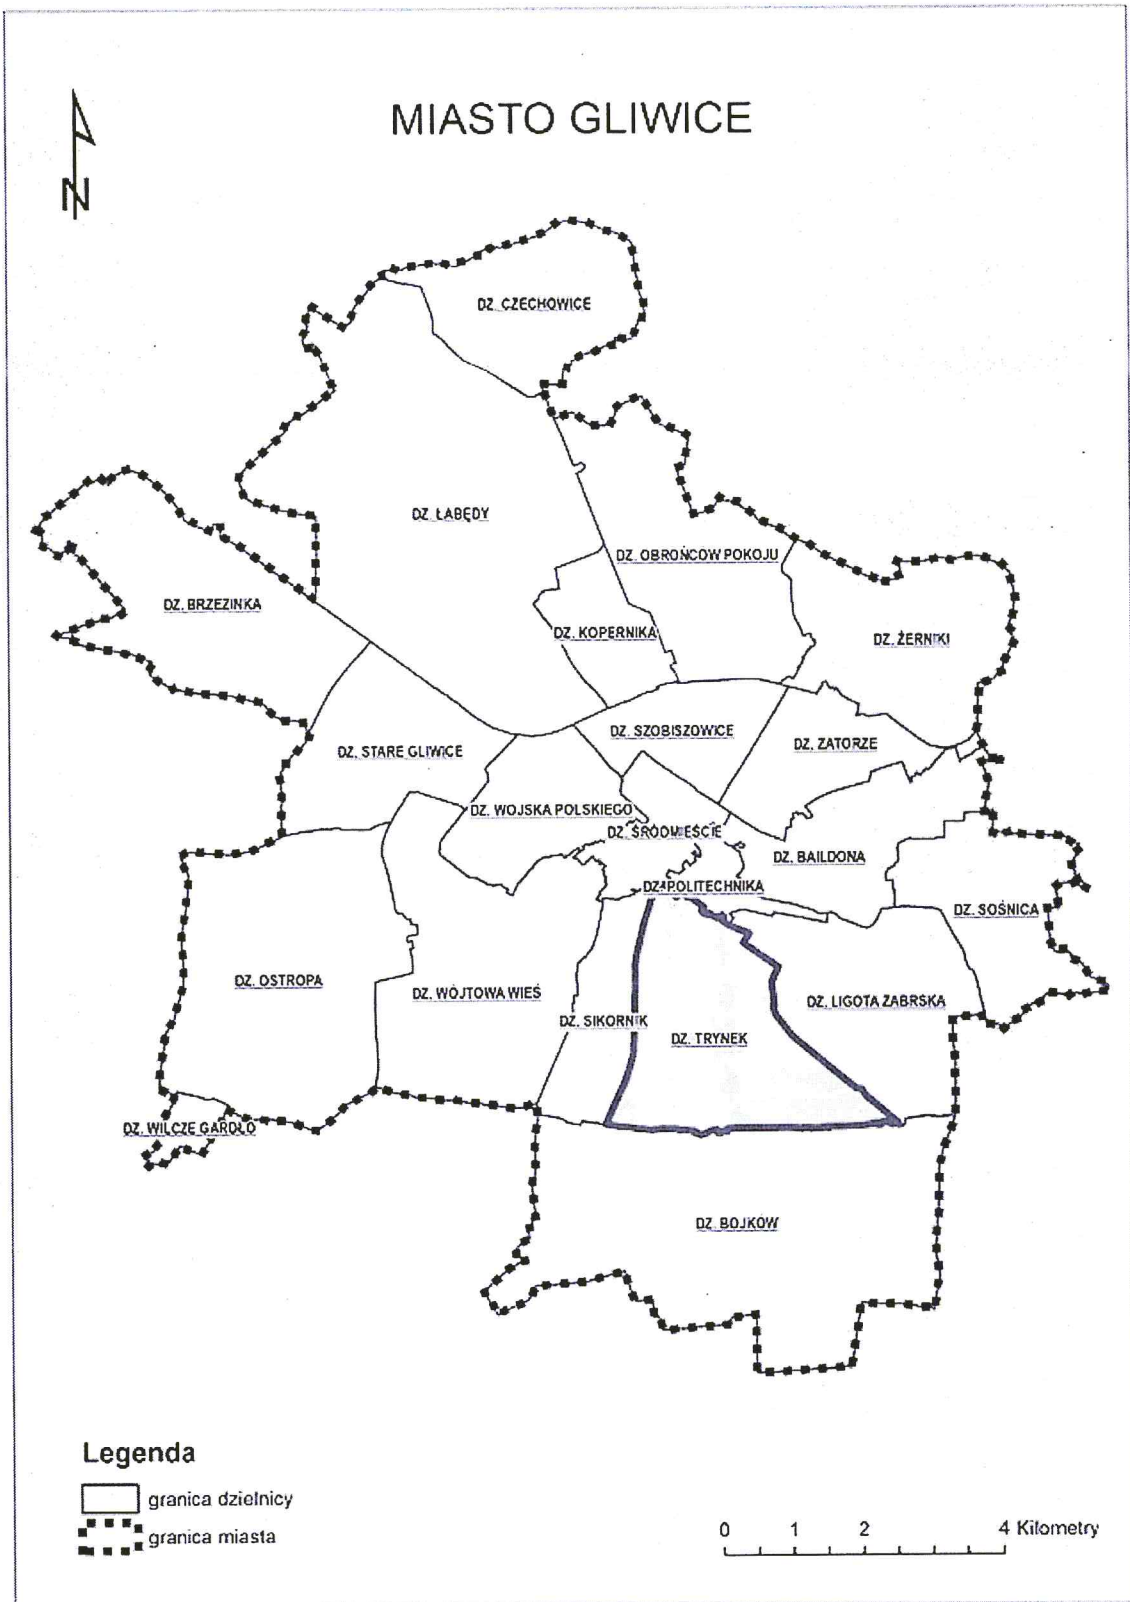 N
MIASTO GLIWICE
DZ. CZECHOWICE
DZ. ŁABĘDY
DZ. OBROŃCÓW POKOJU
DZ. BRZEZINKA
DZ. KOPERNIKA
DZ. ŻERNIKI
DZ. SZOBISZOWICE
DZ. STARE GLIWICE
DZ. ZATORZE
DZ. WOJSKA POLSKIEGO
DZ. ŚRÓDMIEŚCIE
DZ. BAILDONA
DZ. POLITECHNIKA
DZ. SOŚNICA
DZ. OSTROPA
DZ. WÓJTOWA WIEŚ
DZ. LIGOTA ZABRSKA
DZ. SIKORNIK
DZ. TRYNEK
DZ. WILCZE GARDŁO
DZ. BOJKÓW
Legenda
granica dzielnicy
granica miasta
0 1 2 4 Kilometry